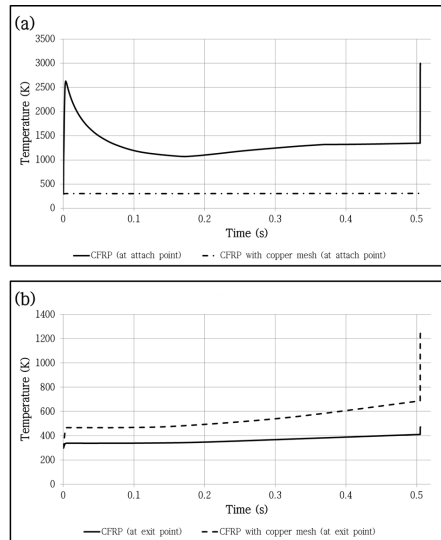 (a)
3500
3000
2500
2000
1500
1000
500
0
Temperature (K)
0 0.1 0.2 0.3 0.4 0.5
Time (s)
CFRP (at attach point) CFRP with copper mesh (at attach point)
(b)
1400
1200
1000
800
600
400
200
0
Temperature (K)
0 0.1 0.2 0.3 0.4 0.5
Time (s)
CFRP (at exit point) CFRP with copper mesh (at exit point)